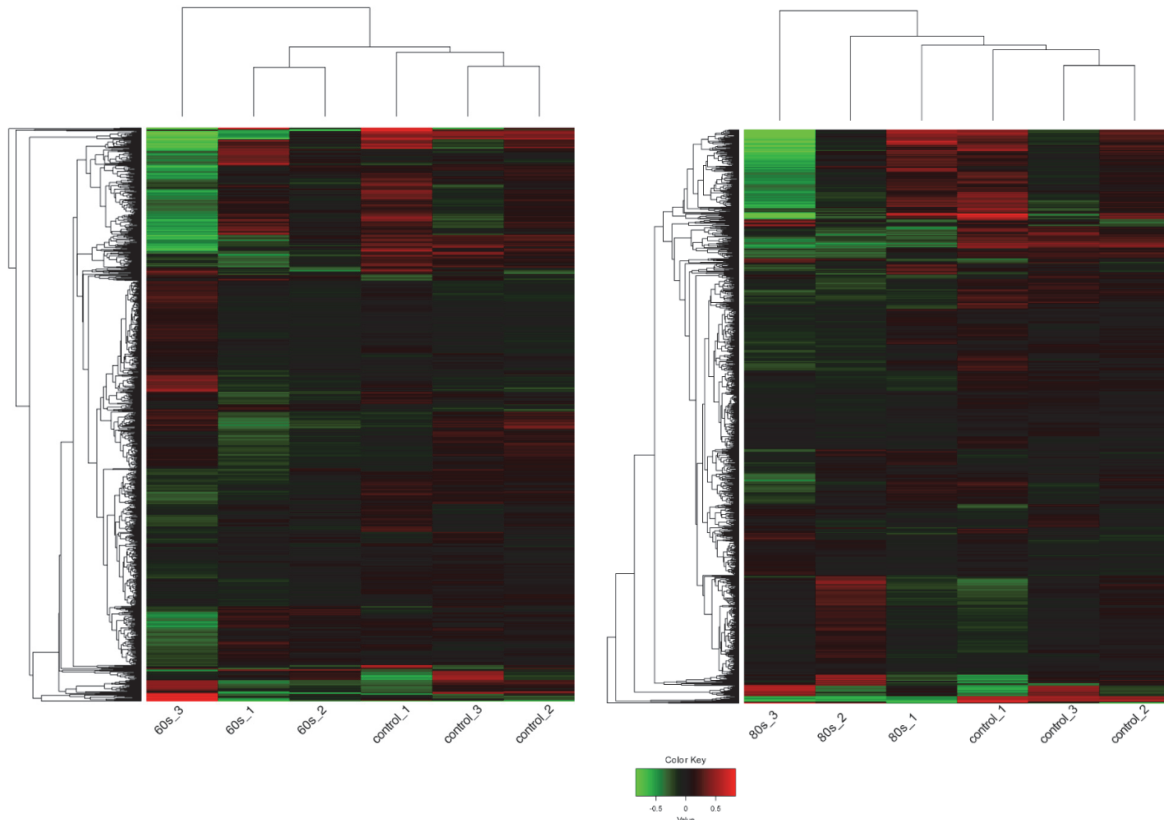 60s_3 60s_1 60s_2 control_1 control_3 control_2
80s_3 80s_2 80s_1 control_1 control_3 control_2
Color Key
-0.5 0 0.5
Value